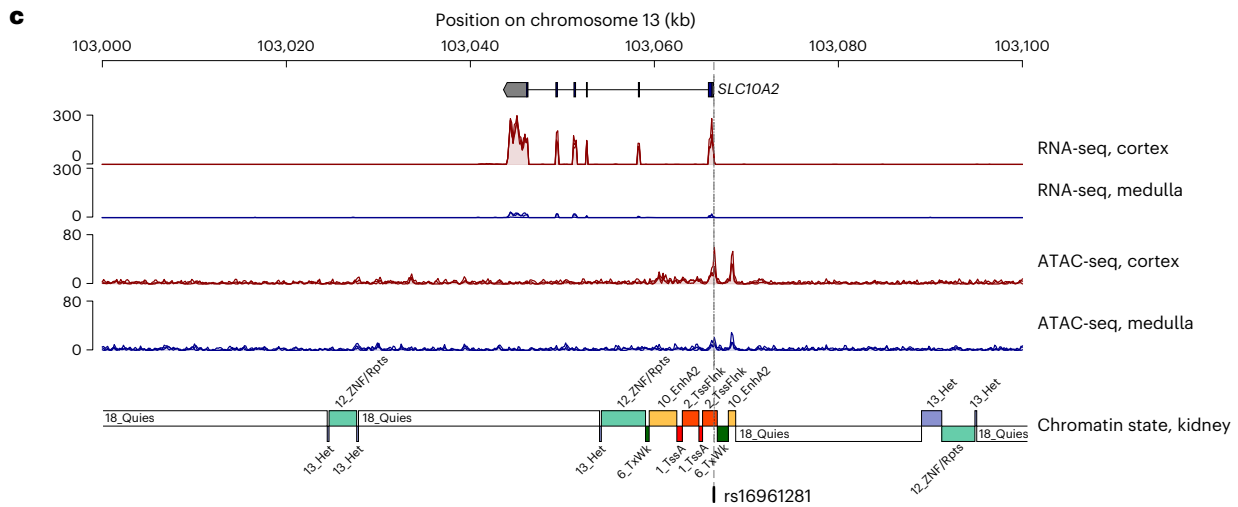 c
Position on chromosome 13 (kb)
103,000 103,020 103,040 103,060 103,080 103,100
SLC10A2
300
0
RNA-seq, cortex
300
0
RNA-seq, medulla
80
0
ATAC-seq, cortex
80
0
ATAC-seq, medulla
12_ZNF/Rpts 12_ZNF/Rpts 10_EnhA2 2_TssFlnk 2_TssFlnk 10_EnhA2 13_Het 13_Het
18_Quies 18_Quies 18_Quies 18_Quies
Chromatin state, kidney
13_Het 13_Het 13_Het 6_TxWk 1_TssA 1_TssA 6_TxWk 12_ZNF/Rpts
rs16961281